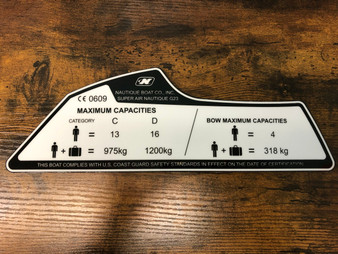 N
NAUTIQUE BOAT CO., INC.
SUPER AIR NAUTIQUE G23
CE 0609
MAXIMUM CAPACITIES
CATEGORY C D
= 13 16
+ = 975kg 1200kg
BOW MAXIMUM CAPACITIES
= 4
+ = 318 kg
THIS BOAT COMPLIES WITH U.S. COAST GUARD SAFETY STANDARDS IN EFFECT ON THE DATE OF CERTIFICATION